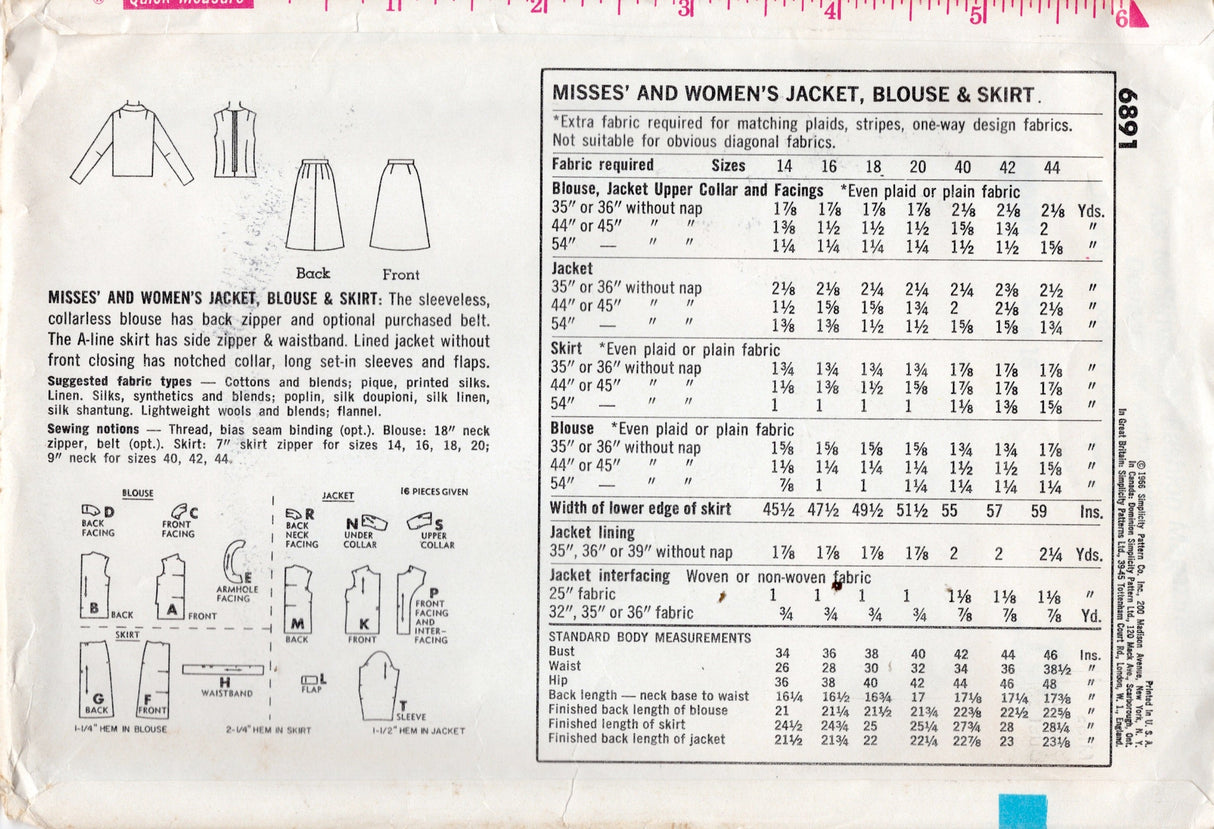 Quick Measure 1 2 3 4 5 6
Back Front
MISSES' AND WOMEN'S JACKET, BLOUSE & SKIRT: The sleeveless,
collarless blouse has back zipper and optional purchased belt.
The A-line skirt has side zipper & waistband. Lined jacket without
front closing has notched collar, long set-in sleeves and flaps.
Suggested fabric types — Cottons and blends; pique, printed silks.
Linen. Silks, synthetics and blends; poplin, silk doupioni, silk linen,
silk shantung. Lightweight wools and blends; flannel.
Sewing notions — Thread, bias seam binding (opt.). Blouse: 18" neck
zipper, belt (opt.). Skirt: 7" skirt zipper for sizes 14, 16, 18, 20;
9" neck for sizes 40, 42, 44.
BLOUSE
D
BACK
FACING
C
FRONT
FACING
E
ARMHOLE
FACING
B
BACK
A
FRONT
SKIRT
G
BACK
F
FRONT
H
WAISTBAND
JACKET
16 PIECES GIVEN
R
BACK
NECK
FACING
N
UNDER
COLLAR
S
UPPER
COLLAR
M
BACK
K
FRONT
P
FRONT
FACING
AND
INTER-
FACING
L
FLAP
T
SLEEVE
1-1/4" HEM IN BLOUSE 2-1/4" HEM IN SKIRT 1-1/2" HEM IN JACKET
MISSES' AND WOMEN'S JACKET, BLOUSE & SKIRT.
*Extra fabric required for matching plaids, stripes, one-way design fabrics.
Not suitable for obvious diagonal fabrics.
Fabric required Sizes 14 16 18 20 40 42 44
Blouse, Jacket Upper Collar and Facings *Even plaid or plain fabric
35" or 36" without nap 1⅞ 1⅞ 1⅞ 1⅞ 2⅛ 2⅛ 2⅛ Yds.
44" or 45" " " 1⅜ 1½ 1½ 1½ 1⅝ 1¾ 2 "
54" — " " 1¼ 1¼ 1¼ 1¼ 1½ 1½ 1⅝ "
Jacket
35" or 36" without nap 2⅛ 2⅛ 2¼ 2¼ 2¼ 2⅜ 2½ "
44" or 45" " " 1½ 1⅝ 1⅝ 1¾ 2 2⅛ 2⅛ "
54" — " " 1⅜ 1⅜ 1½ 1½ 1⅝ 1⅝ 1¾ "
Skirt *Even plaid or plain fabric
35" or 36" without nap 1¾ 1¾ 1¾ 1¾ 1⅞ 1⅞ 1⅞ "
44" or 45" " " 1⅛ 1⅜ 1½ 1⅝ 1⅞ 1⅞ 1⅞ "
54" — " " 1 1 1 1 1⅛ 1⅜ 1⅝ "
Blouse *Even plaid or plain fabric
35" or 36" without nap 1⅝ 1⅝ 1⅝ 1⅝ 1¾ 1¾ 1⅞ "
44" or 45" " " 1⅛ 1¼ 1¼ 1¼ 1½ 1½ 1⅝ "
54" — " " ⅞ 1 1 1¼ 1¼ 1¼ 1¼ "
Width of lower edge of skirt 45½ 47½ 49½ 51½ 55 57 59 Ins.
Jacket lining
35", 36" or 39" without nap 1⅞ 1⅞ 1⅞ 1⅞ 2 2 2¼ Yds.
Jacket interfacing Woven or non-woven fabric
25" fabric 1 1 1 1 1⅛ 1⅛ 1⅛ "
32", 35" or 36" fabric ¾ ¾ ¾ ¾ ⅞ ⅞ ⅞ Yd.
STANDARD BODY MEASUREMENTS
Bust 34 36 38 40 42 44 46 Ins.
Waist 26 28 30 32 34 36 38½ "
Hip 36 38 40 42 44 46 48 "
Back length — neck base to waist 16¼ 16½ 16¾ 17 17⅛ 17¼ 17⅜ "
Finished back length of blouse 21 21¼ 21½ 21¾ 22⅜ 22½ 22⅝ "
Finished length of skirt 24½ 24¾ 25 25¼ 27¾ 28 28¼ "
Finished back length of jacket 21½ 21¾ 22 22¼ 22⅞ 23 23⅛ "
6891
Printed in U. S. A.
© 1966 Simplicity Pattern Co. Inc., 200 Madison Avenue, New York, N. Y.
In Canada: Dominion Simplicity Pattern Ltd., 120 Mack Ave., Scarborough, Ont.
In Great Britain: Simplicity Patterns Ltd., 39-45 Tottenham Court Rd., London, W. 1., England.